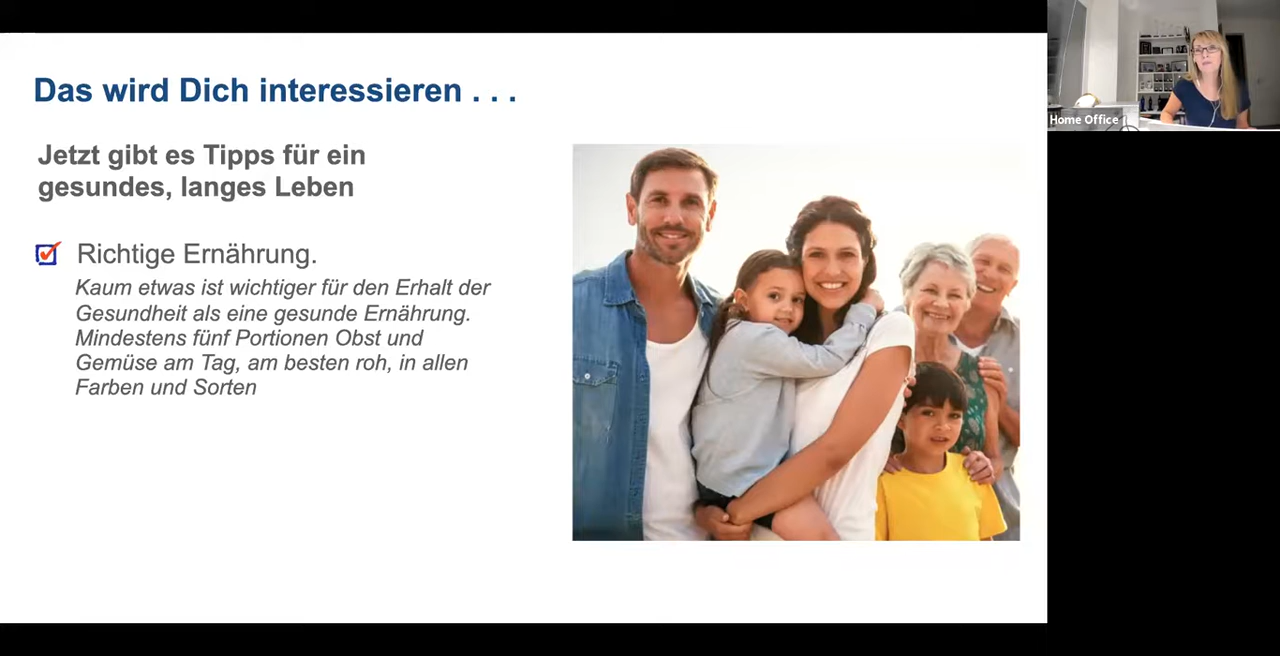 Das wird Dich interessieren . . .
Jetzt gibt es Tipps für ein
gesundes, langes Leben
Richtige Ernährung.
Kaum etwas ist wichtiger für den Erhalt der
Gesundheit als eine gesunde Ernährung.
Mindestens fünf Portionen Obst und
Gemüse am Tag, am besten roh, in allen
Farben und Sorten
Home Office